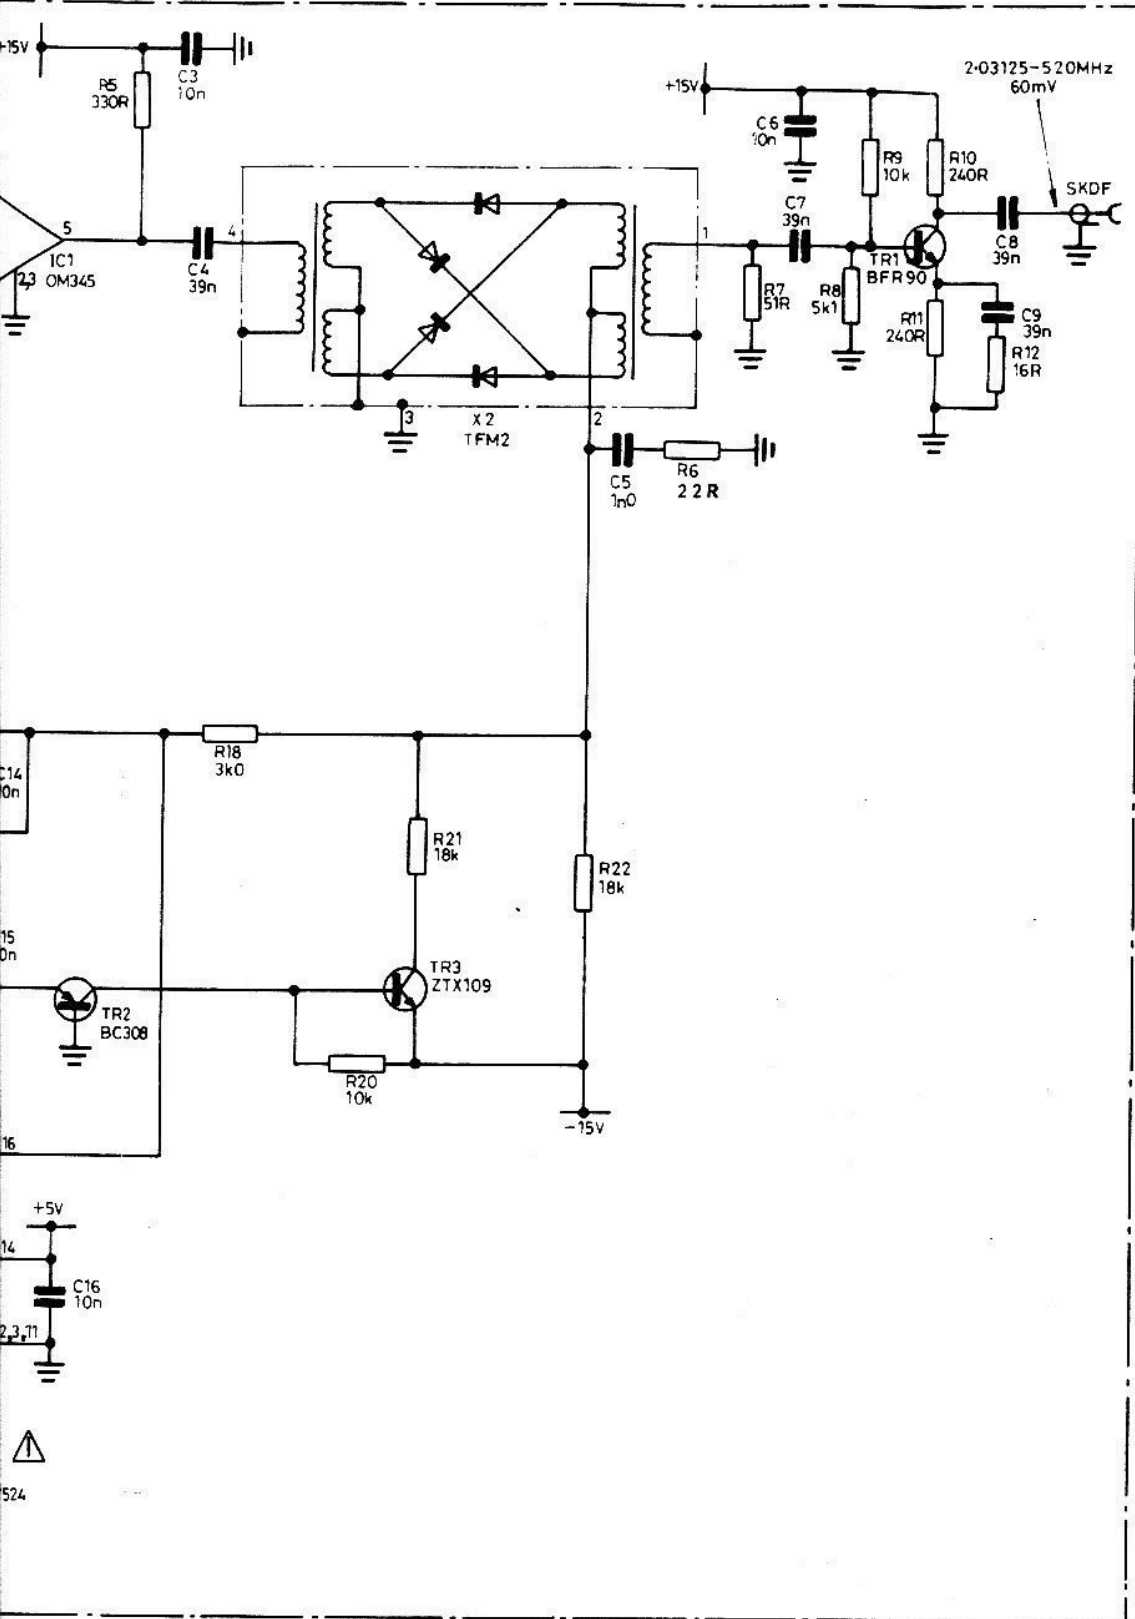 +15V
R5
330R
C3
10n
5
IC1
OM345
2,3
C4
39n
4
3
X2
TFM2
1
2
C5
1n0
R6
22R
+15V
C6
10n
R9
10k
R10
240R
2·03125-520MHz
60mV
SKDF
C7
39n
R7
51R
R8
5k1
TR1
BFR90
C8
39n
R11
240R
C9
39n
R12
16R
C14
0n
R18
3k0
R21
18k
R22
18k
15
0n
TR2
BC308
TR3
ZTX109
R20
10k
-15V
16
+5V
14
C16
10n
2,3,11
524